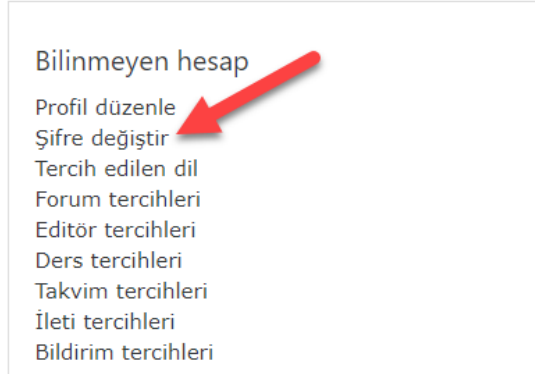 Bilinmeyen hesap
Profil düzenle
Şifre değiştir
Tercih edilen dil
Forum tercihleri
Editör tercihleri
Ders tercihleri
Takvim tercihleri
İleti tercihleri
Bildirim tercihleri